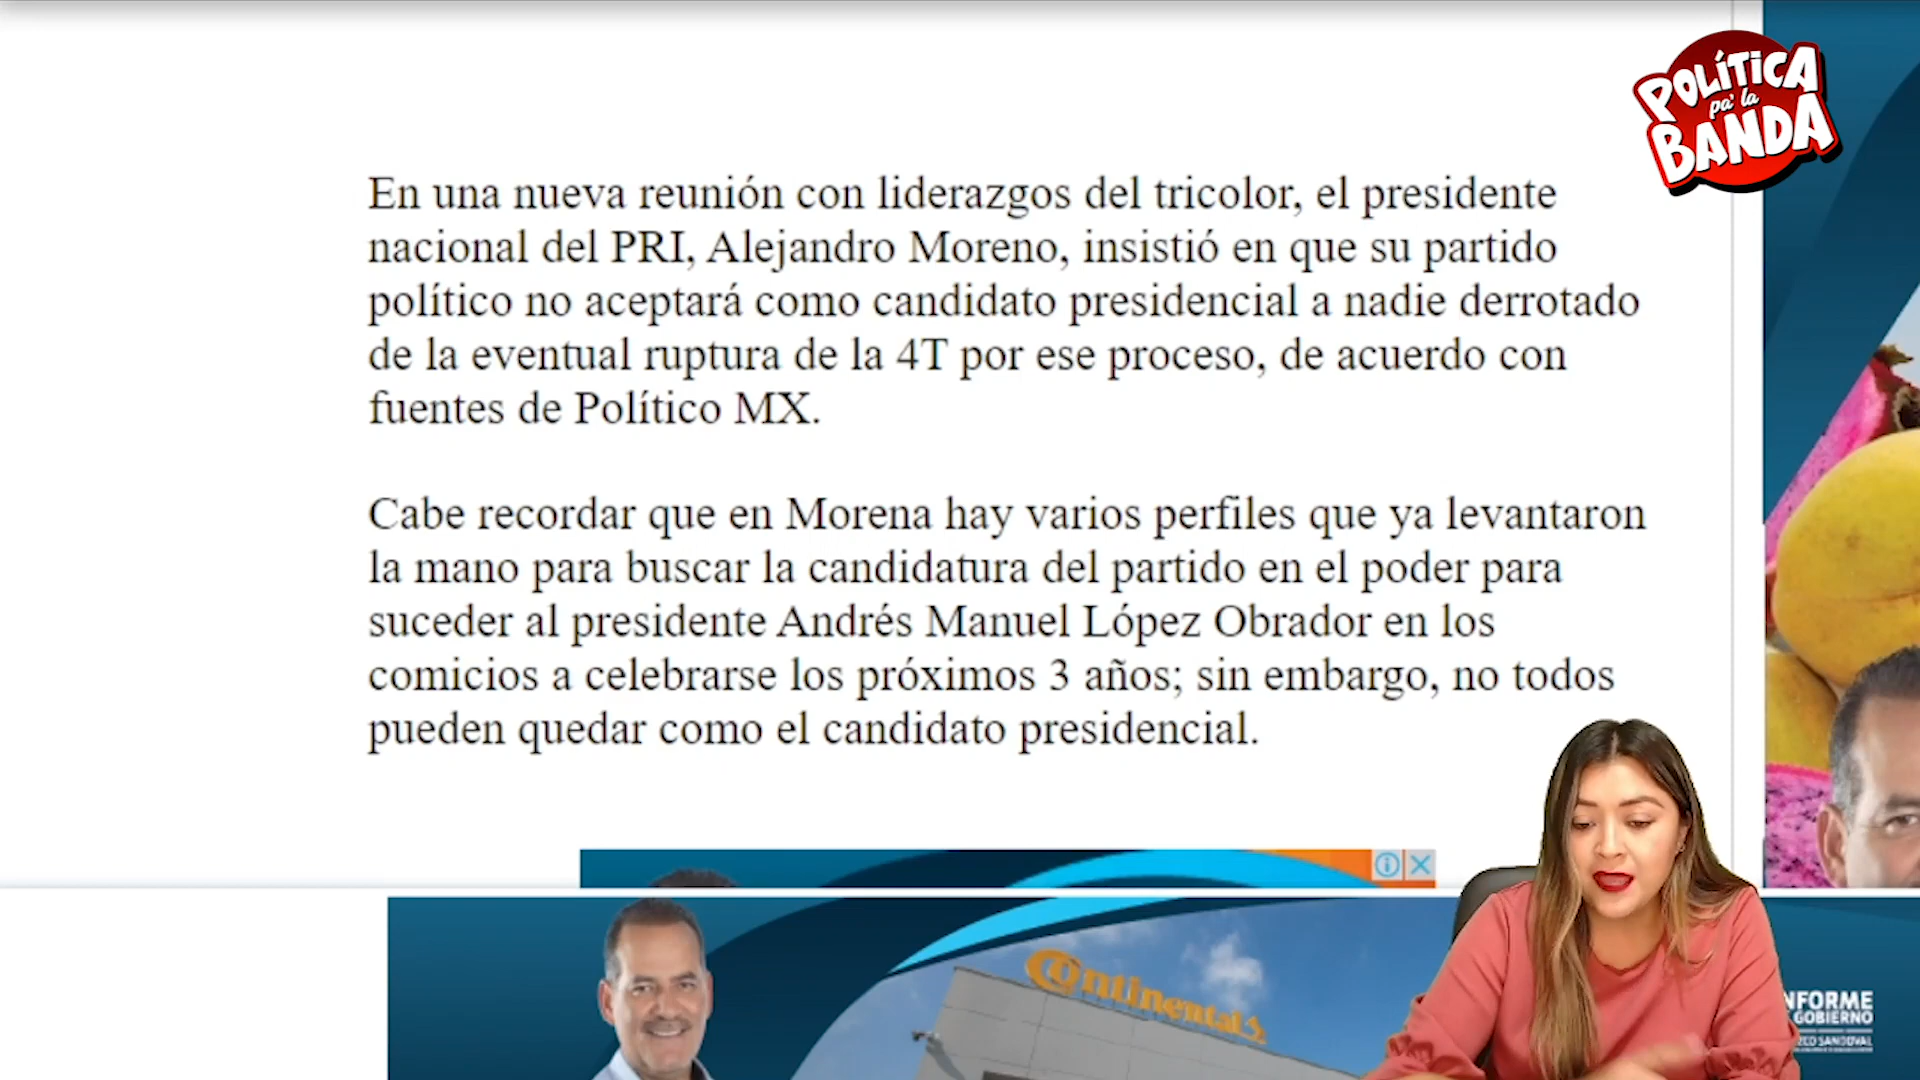 POLÍTICA
pa' la
BANDA
En una nueva reunión con liderazgos del tricolor, el presidente
nacional del PRI, Alejandro Moreno, insistió en que su partido
político no aceptará como candidato presidencial a nadie derrotado
de la eventual ruptura de la 4T por ese proceso, de acuerdo con
fuentes de Político MX.
Cabe recordar que en Morena hay varios perfiles que ya levantaron
la mano para buscar la candidatura del partido en el poder para
suceder al presidente Andrés Manuel López Obrador en los
comicios a celebrarse los próximos 3 años; sin embargo, no todos
pueden quedar como el candidato presidencial.
Continental
NFORME
GOBIERNO
SANDOVAL